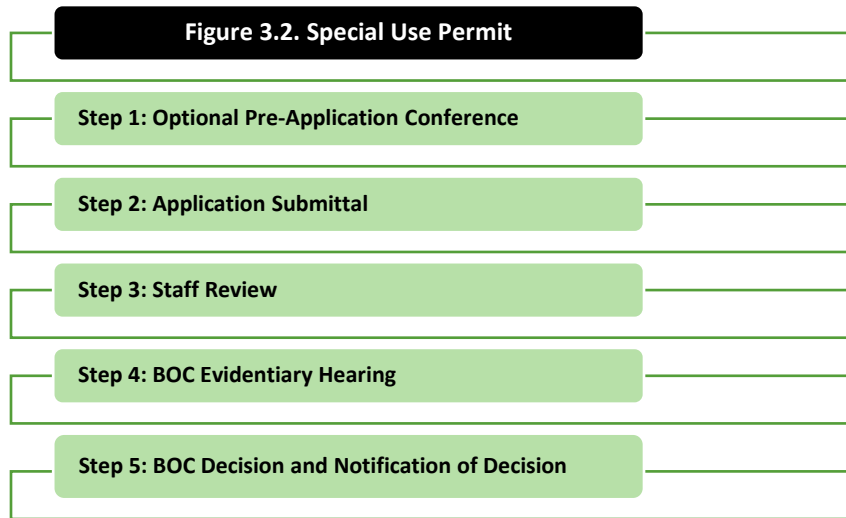 Figure 3.2. Special Use Permit
Step 1: Optional Pre-Application Conference
Step 2: Application Submittal
Step 3: Staff Review
Step 4: BOC Evidentiary Hearing
Step 5: BOC Decision and Notification of Decision